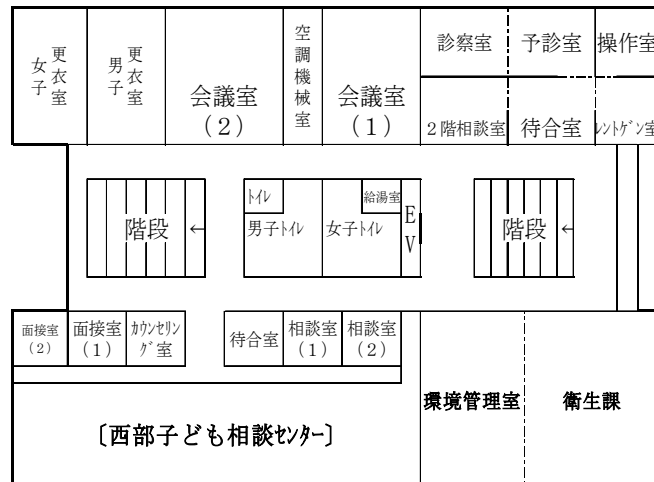 女子更衣室
男子更衣室
会議室
(2)
空調機械室
会議室
(1)
診察室
予診室
操作室
2階相談室
待合室
レントゲン室
階段 ←
トイレ
男子トイレ
女子トイレ
給湯室
EV
階段 ←
面接室
(2)
面接室
(1)
カウンセリン
グ室
待合室
相談室
(1)
相談室
(2)
環境管理室
衛生課
〔西部子ども相談センター〕